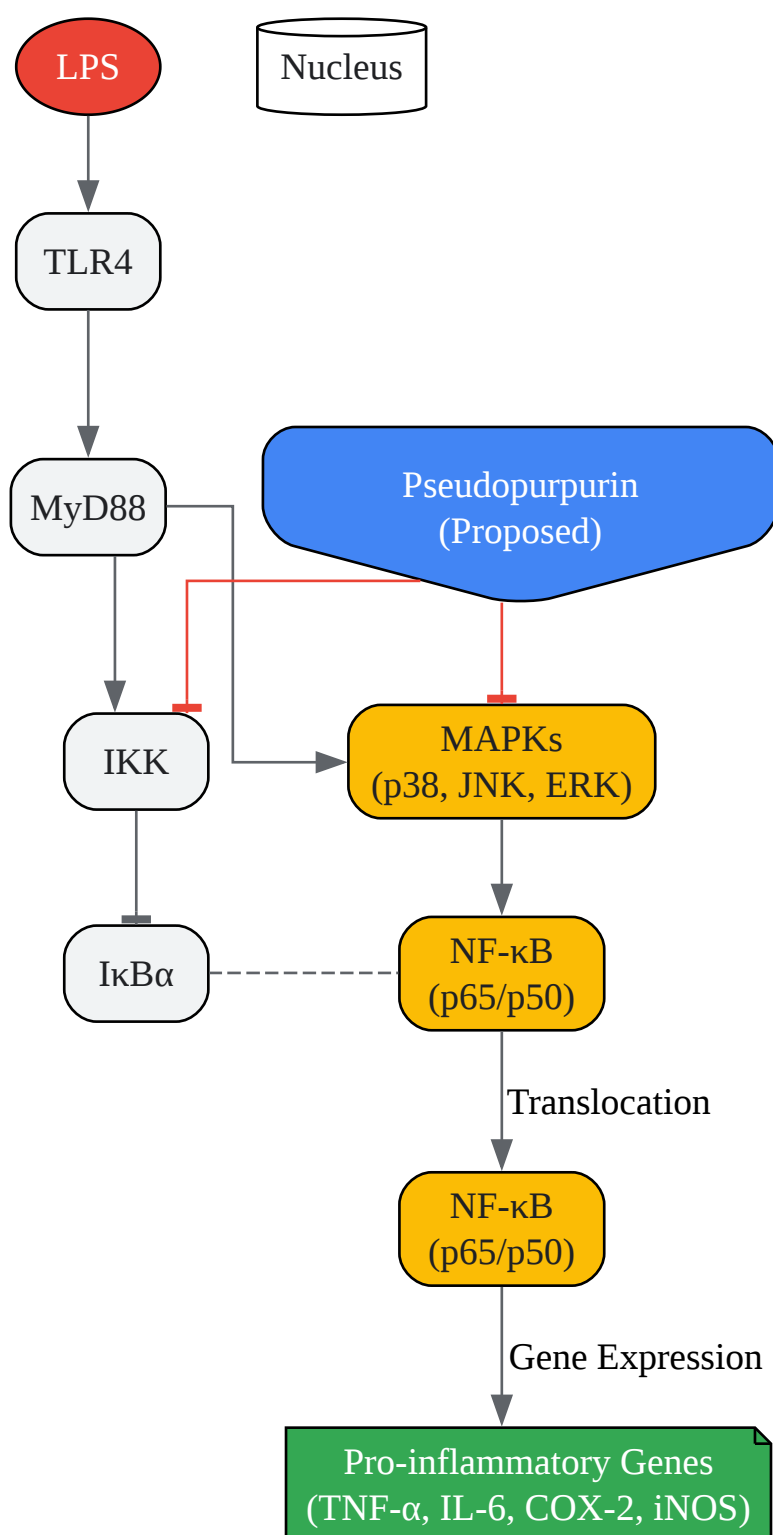 LPS
Nucleus
TLR4
MyD88
Pseudopurpurin
(Proposed)
IKK
MAPKs
(p38, JNK, ERK)
IκBα
NF-κB
(p65/p50)
Translocation
NF-κB
(p65/p50)
Gene Expression
Pro-inflammatory Genes
(TNF-α, IL-6, COX-2, iNOS)